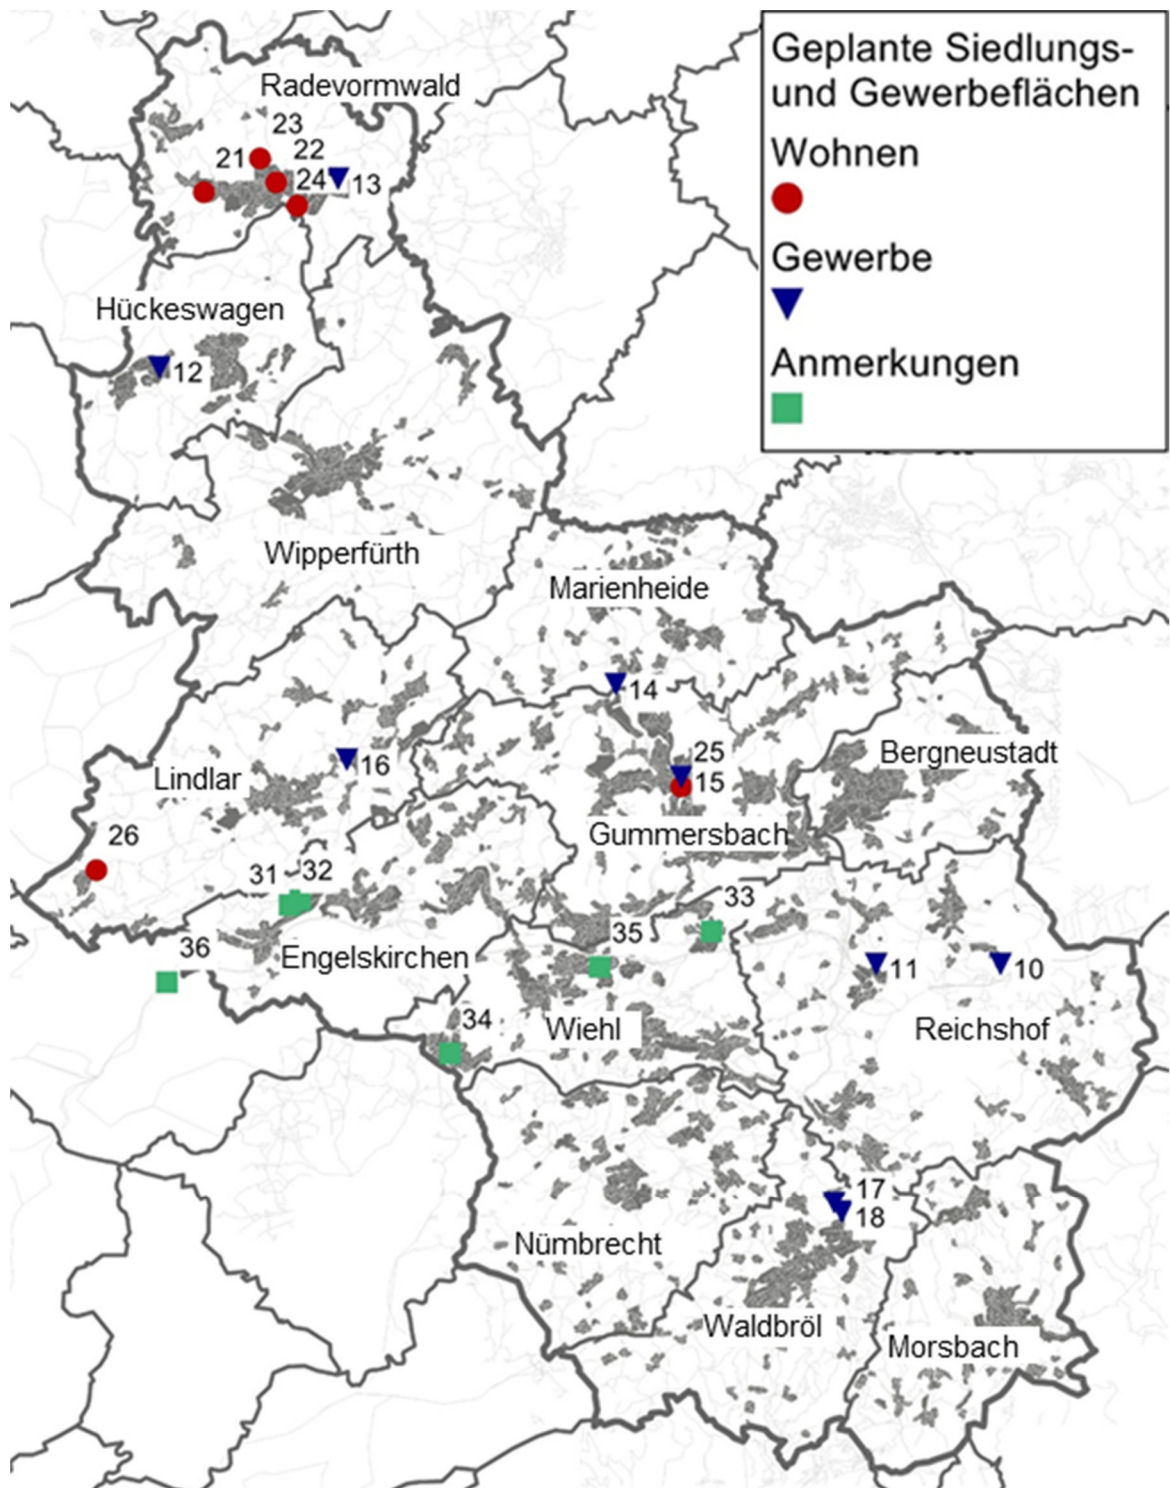 Geplante Siedlungs-
und Gewerbeflächen
Wohnen
Gewerbe
Anmerkungen
Radevormwald
23
21
22
24
13
Hückeswagen
12
Wipperfürth
Marienheide
14
25
15
16
Lindlar
Bergneustadt
Gummersbach
26
31
32
33
35
36
Engelskirchen
11
10
34
Wiehl
Reichshof
17
18
Nümbrecht
Waldbröl
Morsbach